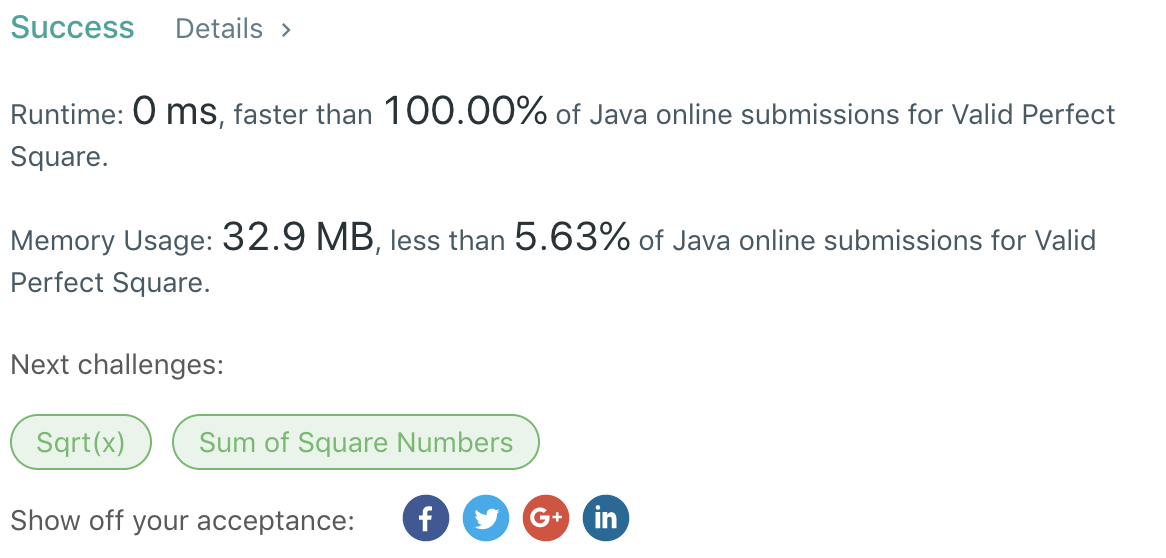 Success Details >
Runtime: 0 ms, faster than 100.00% of Java online submissions for Valid Perfect
Square.
Memory Usage: 32.9 MB, less than 5.63% of Java online submissions for Valid
Perfect Square.
Next challenges:
Sqrt(x) Sum of Square Numbers
Show off your acceptance: f G+ in